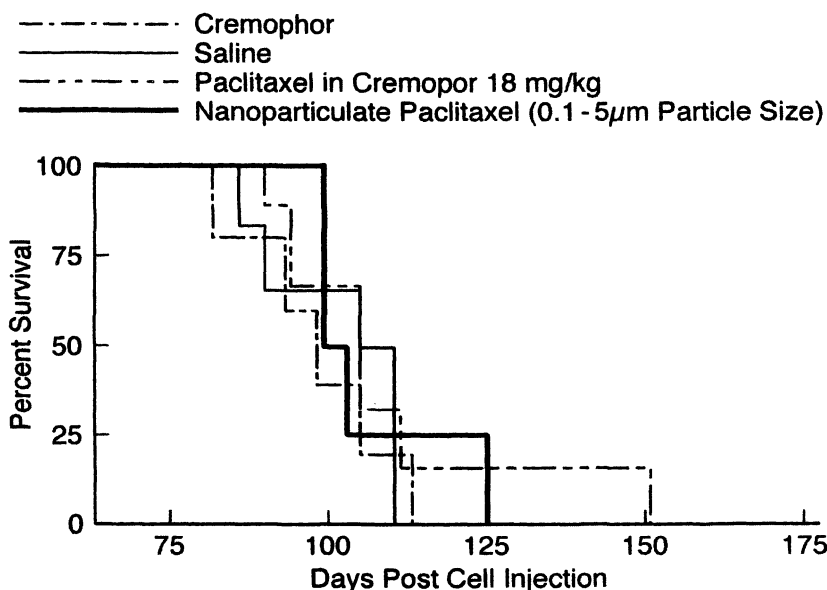 Cremophor
Saline
Paclitaxel in Cremopor 18 mg/kg
Nanoparticulate Paclitaxel (0.1-5μm Particle Size)
100
75
50
25
0
Percent Survival
75 100 125 150 175
Days Post Cell Injection